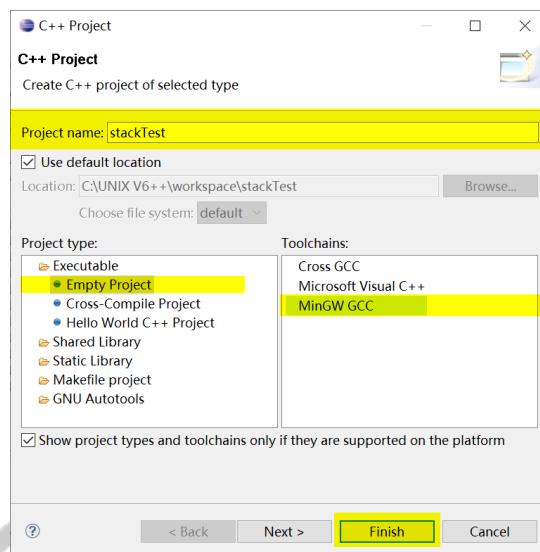 C++ Project
C++ Project
Create C++ project of selected type
Project name: stackTest
Use default location
Location: C:\UNIX V6++\workspace\stackTest Browse...
Choose file system: default
Project type: Toolchains:
Executable Cross GCC
Empty Project Microsoft Visual C++
Cross-Compile Project MinGW GCC
Hello World C++ Project
Shared Library
Static Library
Makefile project
GNU Autotools
Show project types and toolchains only if they are supported on the platform
? < Back Next > Finish Cancel